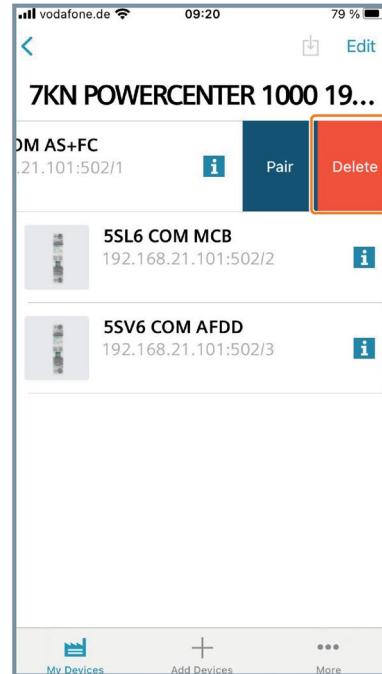 vodafone.de 09:20 79 %
Edit
7KN POWERCENTER 1000 19...
OM AS+FC
.21.101:502/1
i
Pair
Delete
5SL6 COM MCB
192.168.21.101:502/2
i
5SV6 COM AFDD
192.168.21.101:502/3
i
My Devices
Add Devices
More